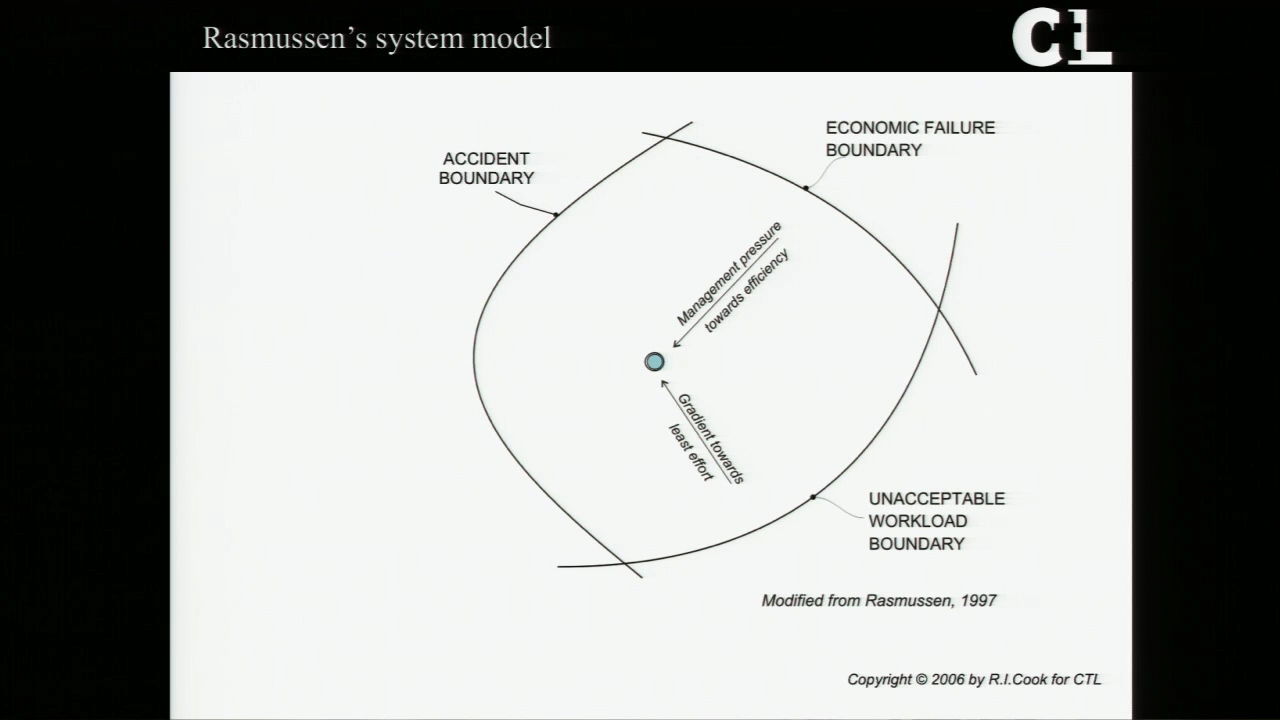 Rasmussen's system model
CtL
ACCIDENT
BOUNDARY
ECONOMIC FAILURE
BOUNDARY
Management pressure
towards efficiency
Gradient towards
least effort
UNACCEPTABLE
WORKLOAD
BOUNDARY
Modified from Rasmussen, 1997
Copyright © 2006 by R.I.Cook for CTL